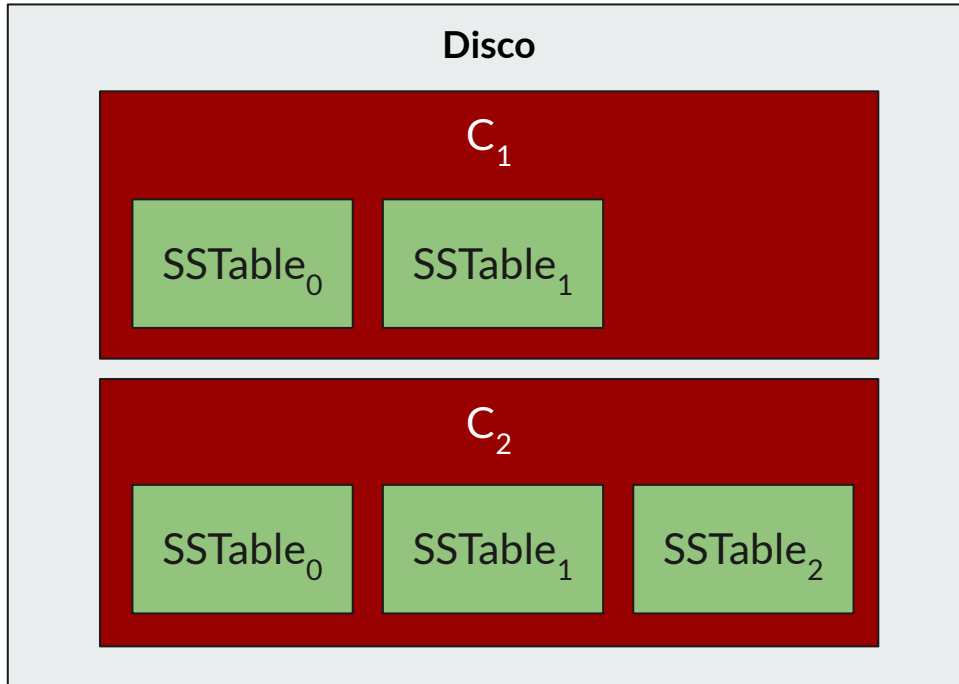 Disco
C₁
SSTable₀ SSTable₁
C₂
SSTable₀ SSTable₁ SSTable₂